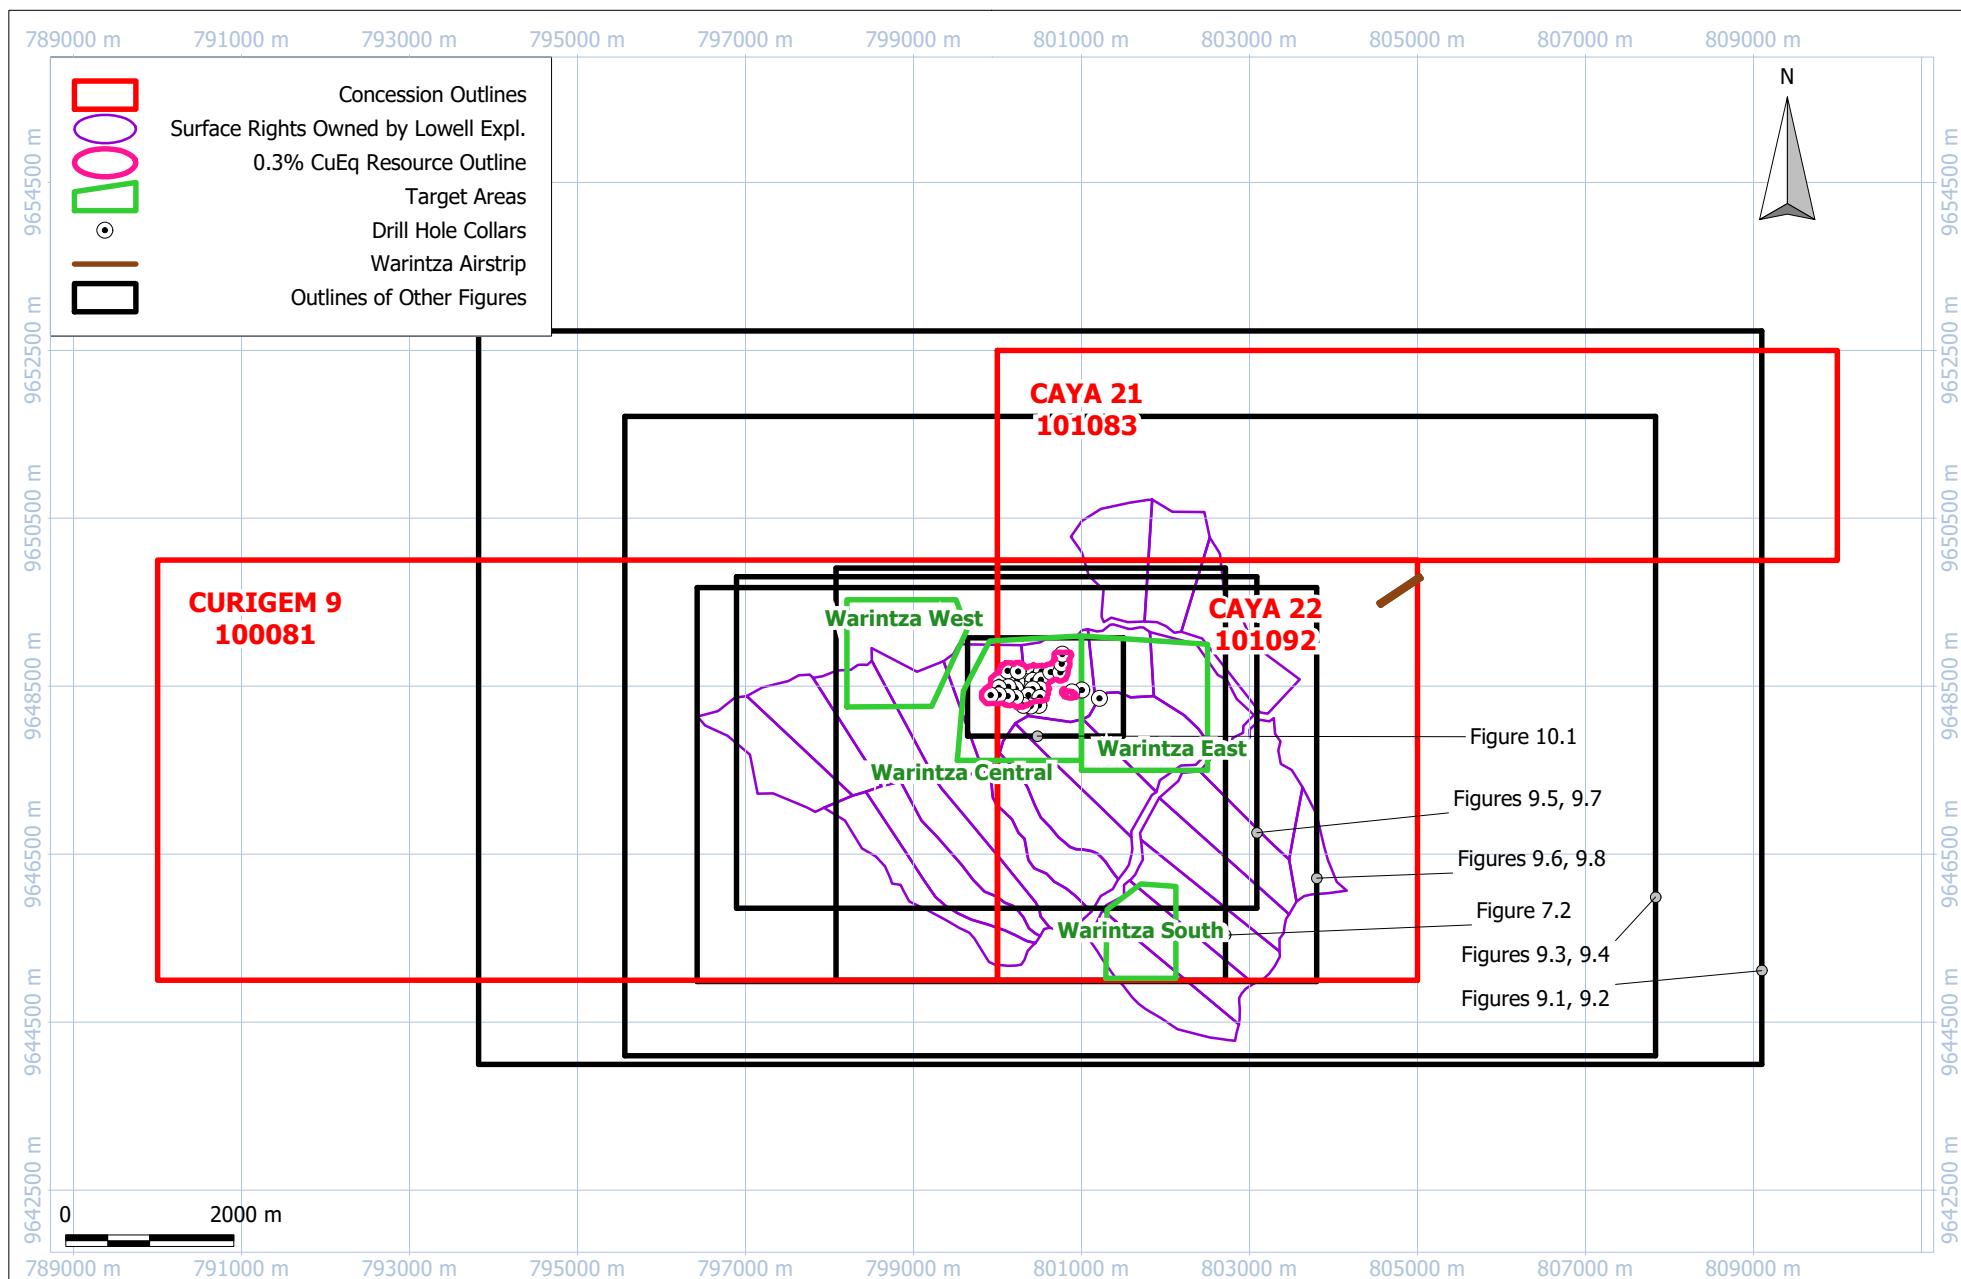 789000 m 791000 m 793000 m 795000 m 797000 m 799000 m 801000 m 803000 m 805000 m 807000 m 809000 m
Concession Outlines
Surface Rights Owned by Lowell Expl.
0.3% CuEq Resource Outline
Target Areas
Drill Hole Collars
Warintza Airstrip
Outlines of Other Figures
N
9654500 m
9652500 m
9650500 m
9648500 m
9646500 m
9644500 m
9642500 m
9654500 m
9652500 m
9650500 m
9648500 m
9646500 m
9644500 m
9642500 m
CAYA 21
101083
CURIGEM 9
100081
CAYA 22
101092
Warintza West
Warintza East
Warintza Central
Warintza South
Figure 10.1
Figures 9.5, 9.7
Figures 9.6, 9.8
Figure 7.2
Figures 9.3, 9.4
Figures 9.1, 9.2
0 2000 m
789000 m 791000 m 793000 m 795000 m 797000 m 799000 m 801000 m 803000 m 805000 m 807000 m 809000 m